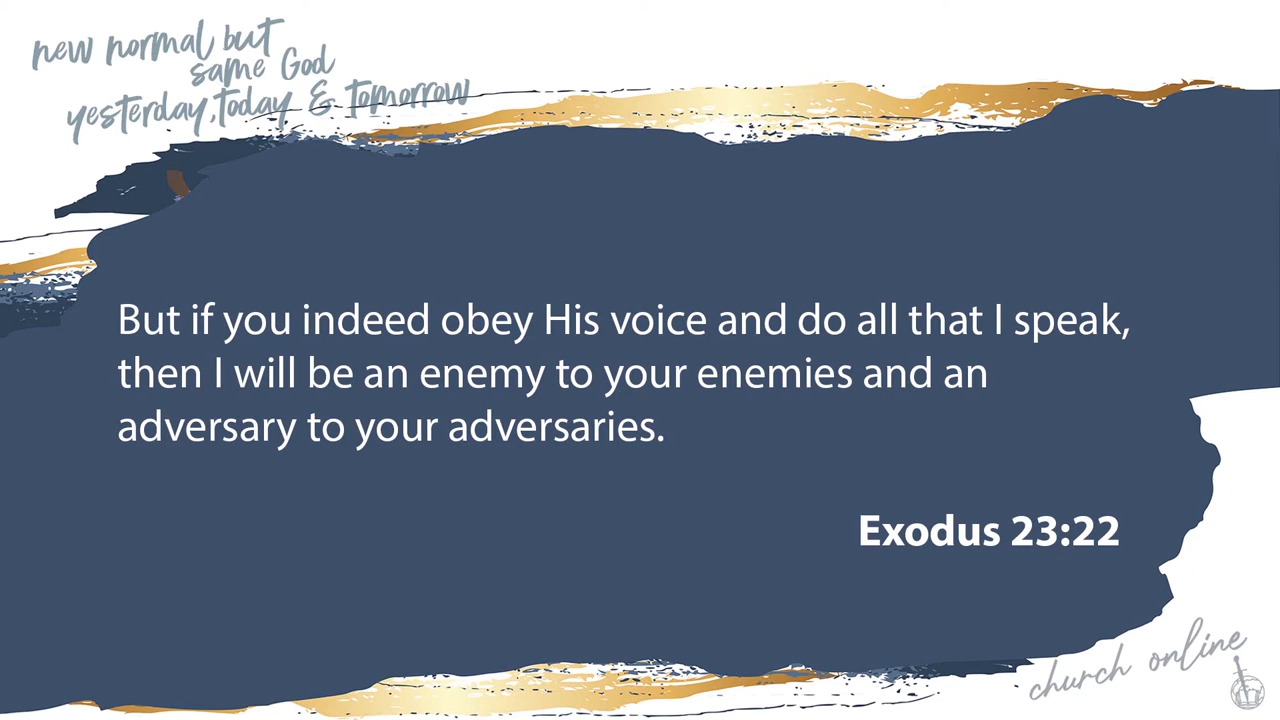 new normal but
same God
yesterday, today & tomorrow
But if you indeed obey His voice and do all that I speak,
then I will be an enemy to your enemies and an
adversary to your adversaries.
Exodus 23:22
church online